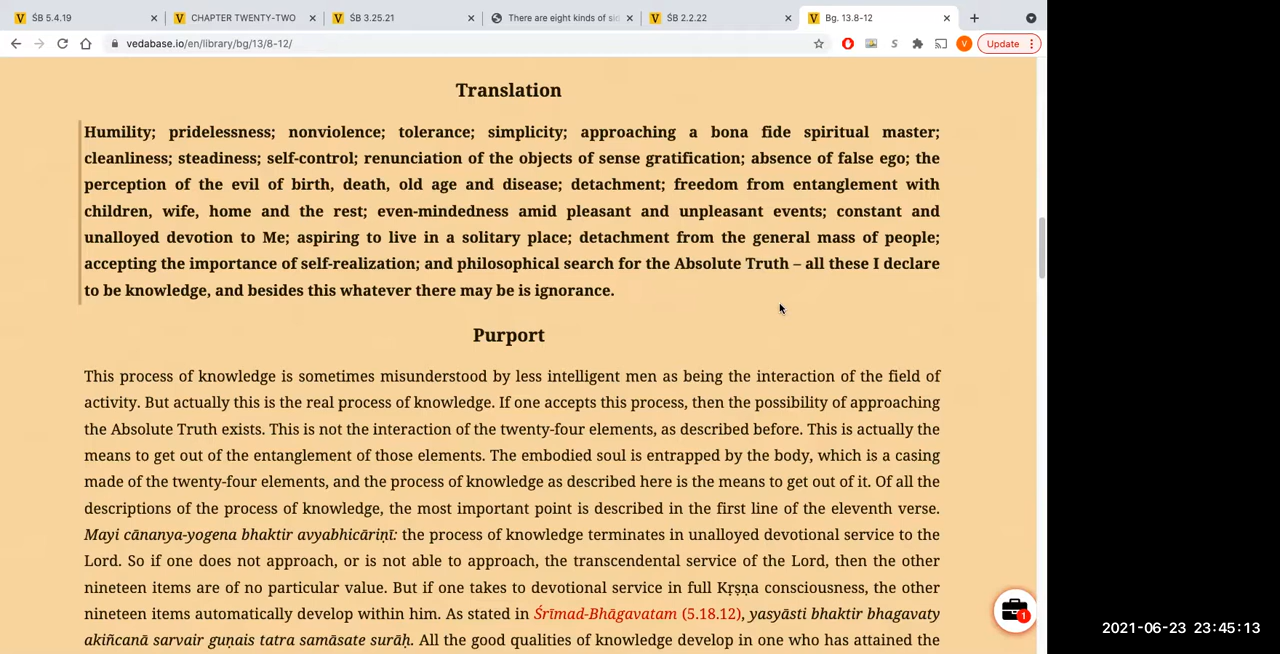 ŚB 5.4.19
CHAPTER TWENTY-TWO
ŚB 3.25.21
There are eight kinds of si
ŚB 2.2.22
Bg. 13.8-12
vedabase.io/en/library/bg/13/8-12/
Update
Translation
Humility; pridelessness; nonviolence; tolerance; simplicity; approaching a bona fide spiritual master;
cleanliness; steadiness; self-control; renunciation of the objects of sense gratification; absence of false ego; the
perception of the evil of birth, death, old age and disease; detachment; freedom from entanglement with
children, wife, home and the rest; even-mindedness amid pleasant and unpleasant events; constant and
unalloyed devotion to Me; aspiring to live in a solitary place; detachment from the general mass of people;
accepting the importance of self-realization; and philosophical search for the Absolute Truth – all these I declare
to be knowledge, and besides this whatever there may be is ignorance.
Purport
This process of knowledge is sometimes misunderstood by less intelligent men as being the interaction of the field of
activity. But actually this is the real process of knowledge. If one accepts this process, then the possibility of approaching
the Absolute Truth exists. This is not the interaction of the twenty-four elements, as described before. This is actually the
means to get out of the entanglement of those elements. The embodied soul is entrapped by the body, which is a casing
made of the twenty-four elements, and the process of knowledge as described here is the means to get out of it. Of all the
descriptions of the process of knowledge, the most important point is described in the first line of the eleventh verse.
Mayi cānanya-yogena bhaktir avyabhicāriṇī: the process of knowledge terminates in unalloyed devotional service to the
Lord. So if one does not approach, or is not able to approach, the transcendental service of the Lord, then the other
nineteen items are of no particular value. But if one takes to devotional service in full Kṛṣṇa consciousness, the other
nineteen items automatically develop within him. As stated in Śrīmad-Bhāgavatam (5.18.12), yasyāsti bhaktir bhagavaty
akiñcanā sarvair guṇais tatra samāsate surāḥ. All the good qualities of knowledge develop in one who has attained the
1
2021-06-23 23:45:13